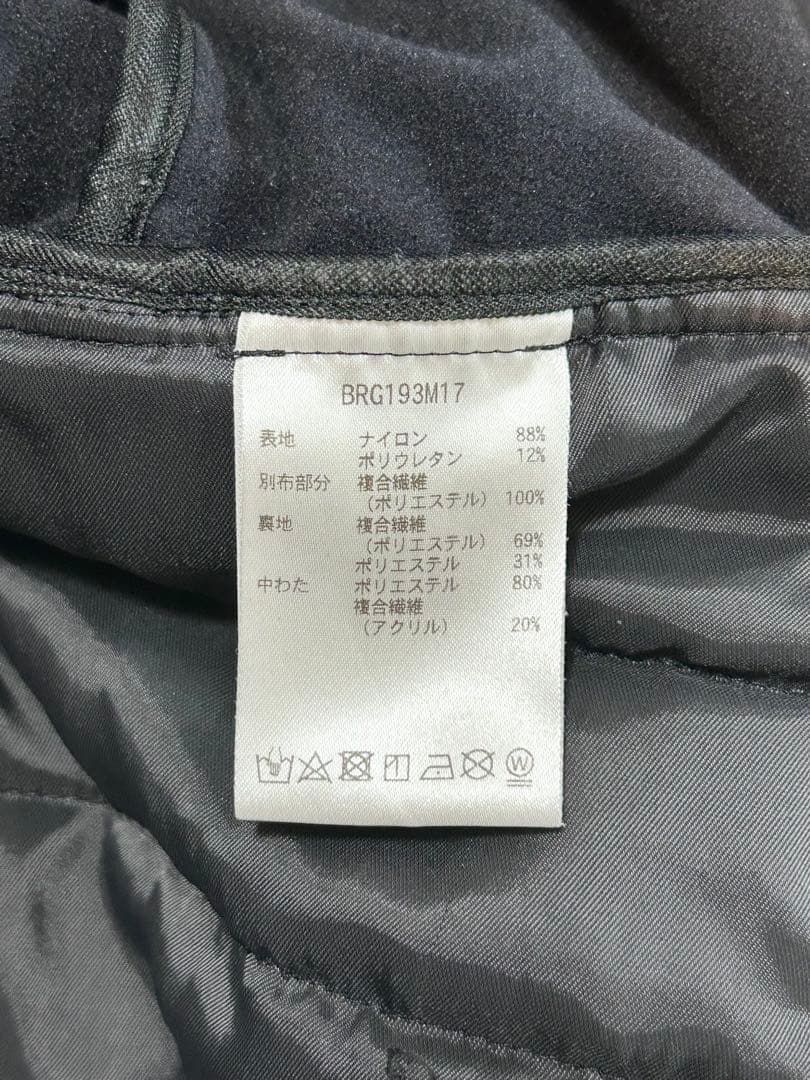 BRG193M17
表地 ナイロン 88%
ポリウレタン 12%
別布部分 複合繊維
（ポリエステル） 100%
裏地 複合繊維
（ポリエステル） 69%
ポリエステル 31%
中わた ポリエステル 80%
複合繊維
（アクリル） 20%
W